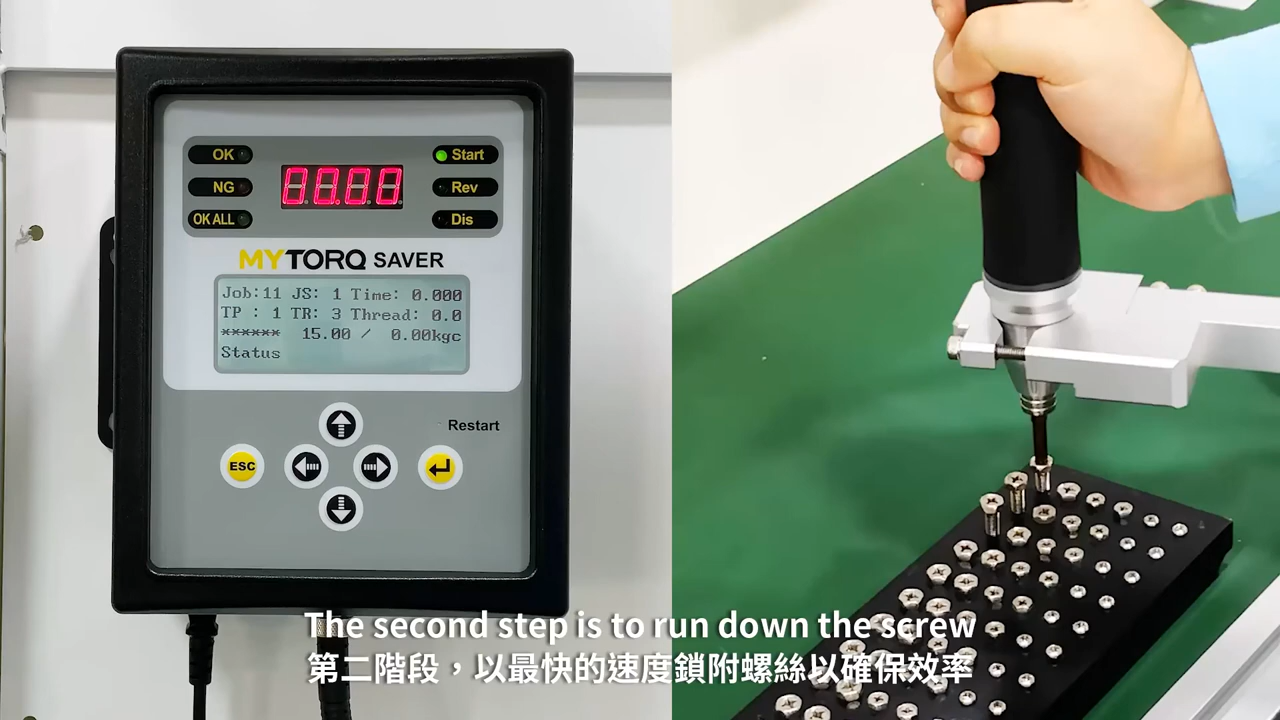 OK
NG
OK ALL
00.00
Start
Rev
Dis
MYTORQ SAVER
Job:11 JS: 1 Time: 0.000
TP : 1 TR: 3 Thread: 0.0
****** 15.00 / 0.00kgc
Status
Restart
ESC
The second step is to run down the screw
第二階段，以最快的速度鎖附螺絲以確保效率